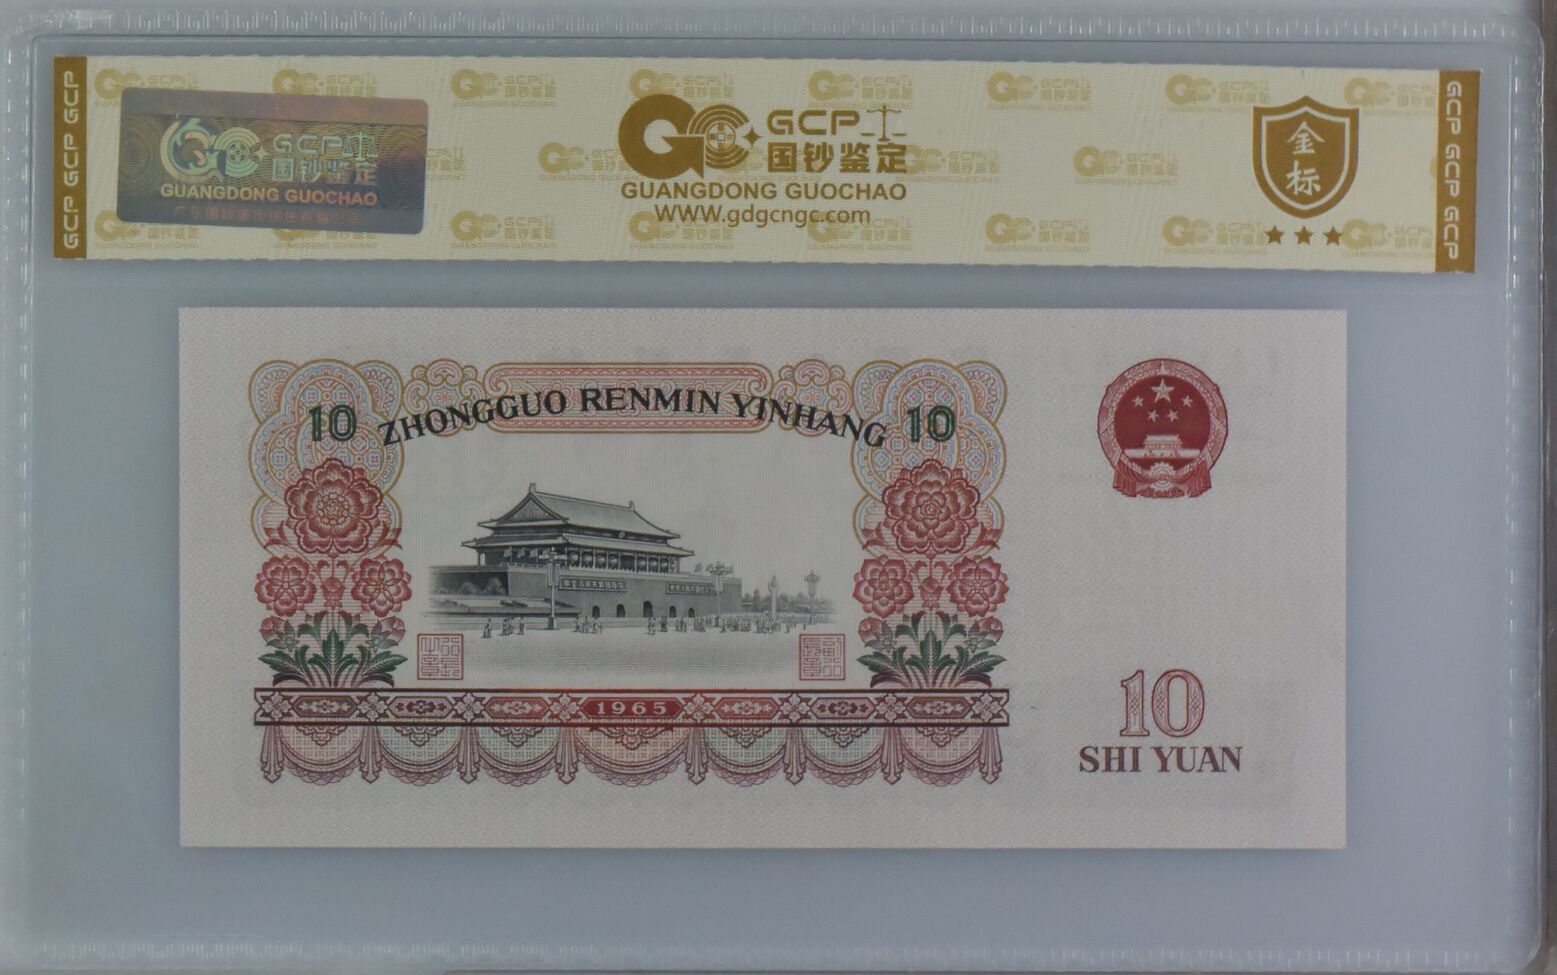 GCP GCP GCP
GCP
国钞鉴定
GUANGDONG GUOCHAO
GCP
国钞鉴定
GUANGDONG GUOCHAO
WWW.gdgcngc.com
金标
GCP GCP GCP
10 ZHONGGUO RENMIN YINHANG 10
1965
10
SHI YUAN